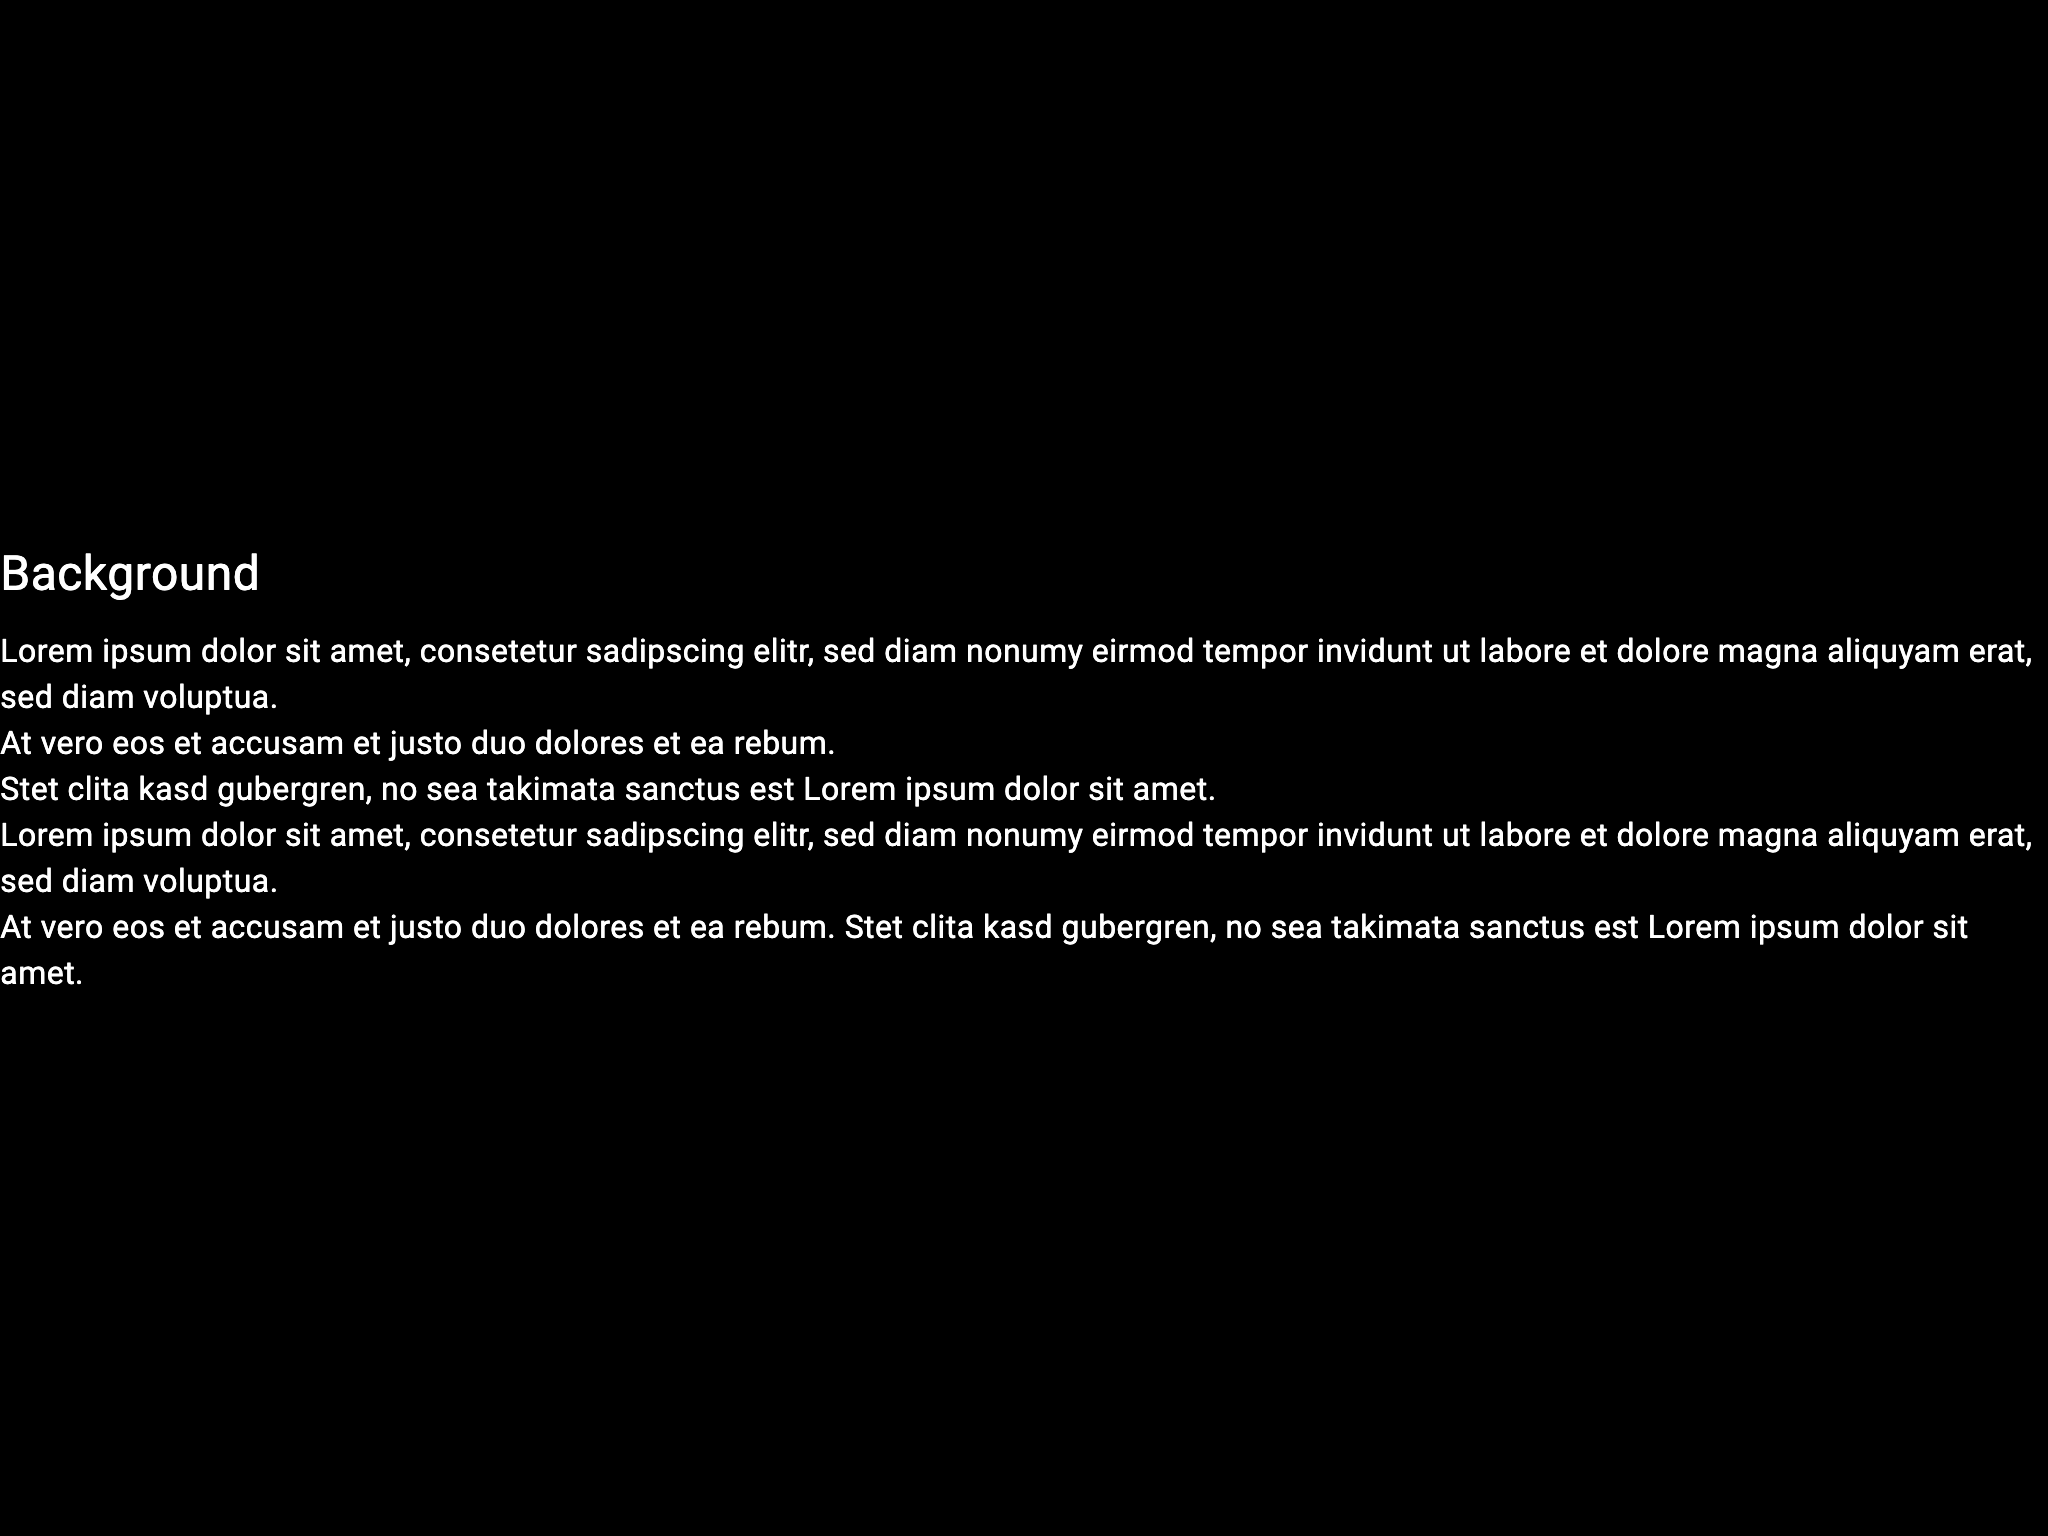 Background
Lorem ipsum dolor sit amet, consetetur sadipscing elitr, sed diam nonumy eirmod tempor invidunt ut labore et dolore magna aliquyam erat,
sed diam voluptua.
At vero eos et accusam et justo duo dolores et ea rebum.
Stet clita kasd gubergren, no sea takimata sanctus est Lorem ipsum dolor sit amet.
Lorem ipsum dolor sit amet, consetetur sadipscing elitr, sed diam nonumy eirmod tempor invidunt ut labore et dolore magna aliquyam erat,
sed diam voluptua.
At vero eos et accusam et justo duo dolores et ea rebum. Stet clita kasd gubergren, no sea takimata sanctus est Lorem ipsum dolor sit
amet.